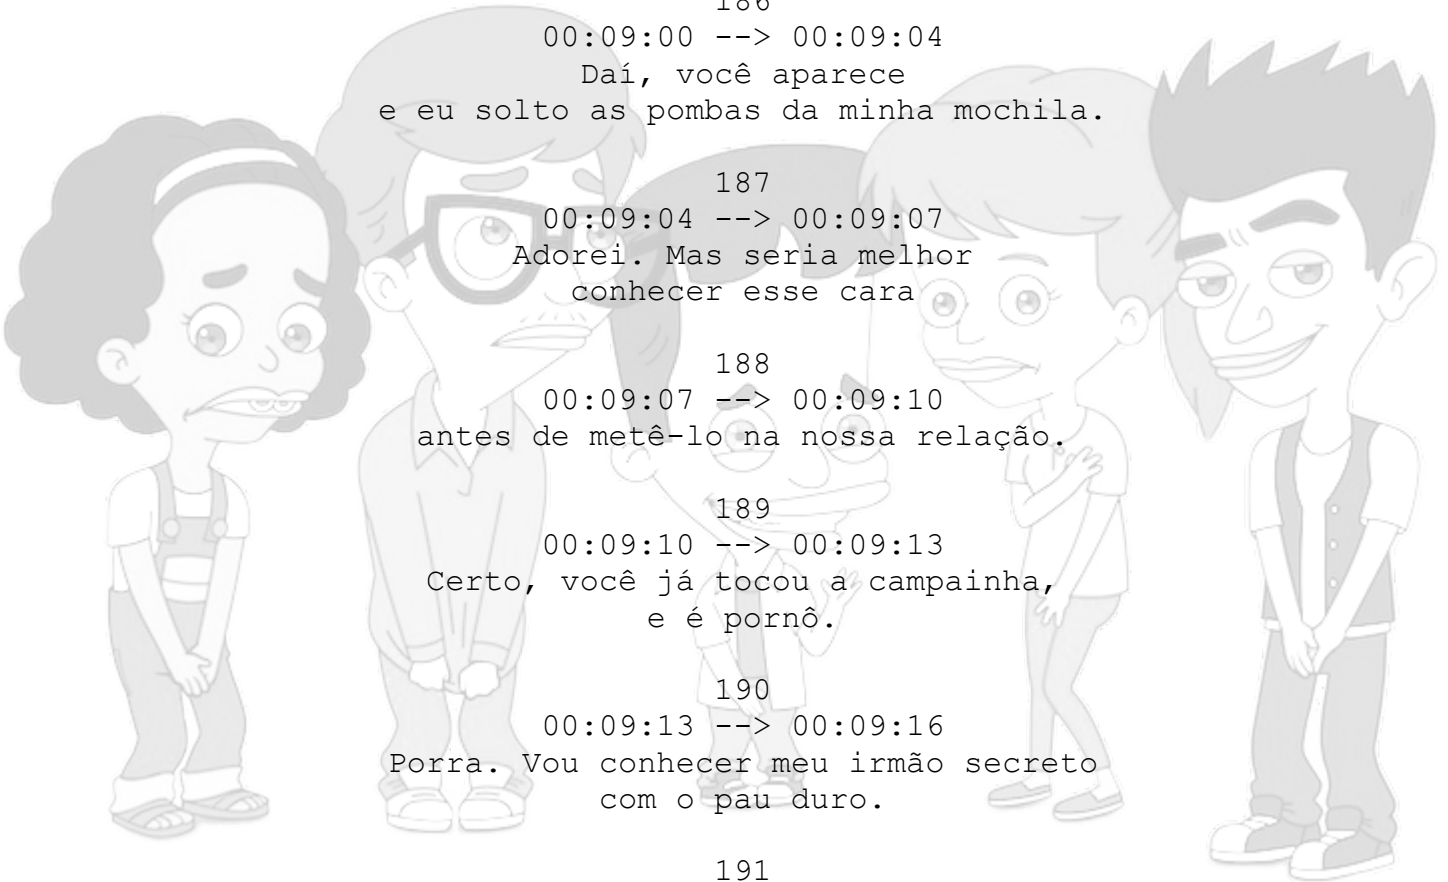 186
00:09:00 --> 00:09:04
Daí, você aparece
e eu solto as pombas da minha mochila.
187
00:09:04 --> 00:09:07
Adorei. Mas seria melhor
conhecer esse cara
188
00:09:07 --> 00:09:10
antes de metê-lo na nossa relação.
189
00:09:10 --> 00:09:13
Certo, você já tocou a campainha,
e é pornô.
190
00:09:13 --> 00:09:16
Porra. Vou conhecer meu irmão secreto
com o pau duro.
191